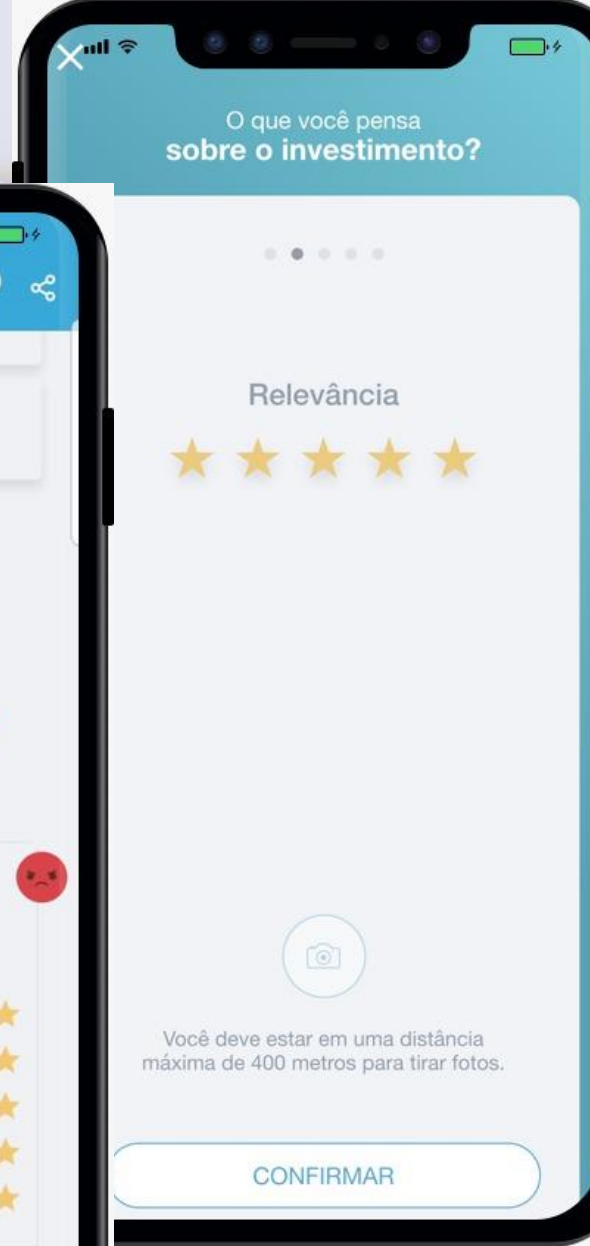 O que você pensa
sobre o investimento?
Relevância
Você deve estar em uma distância
máxima de 400 metros para tirar fotos.
CONFIRMAR